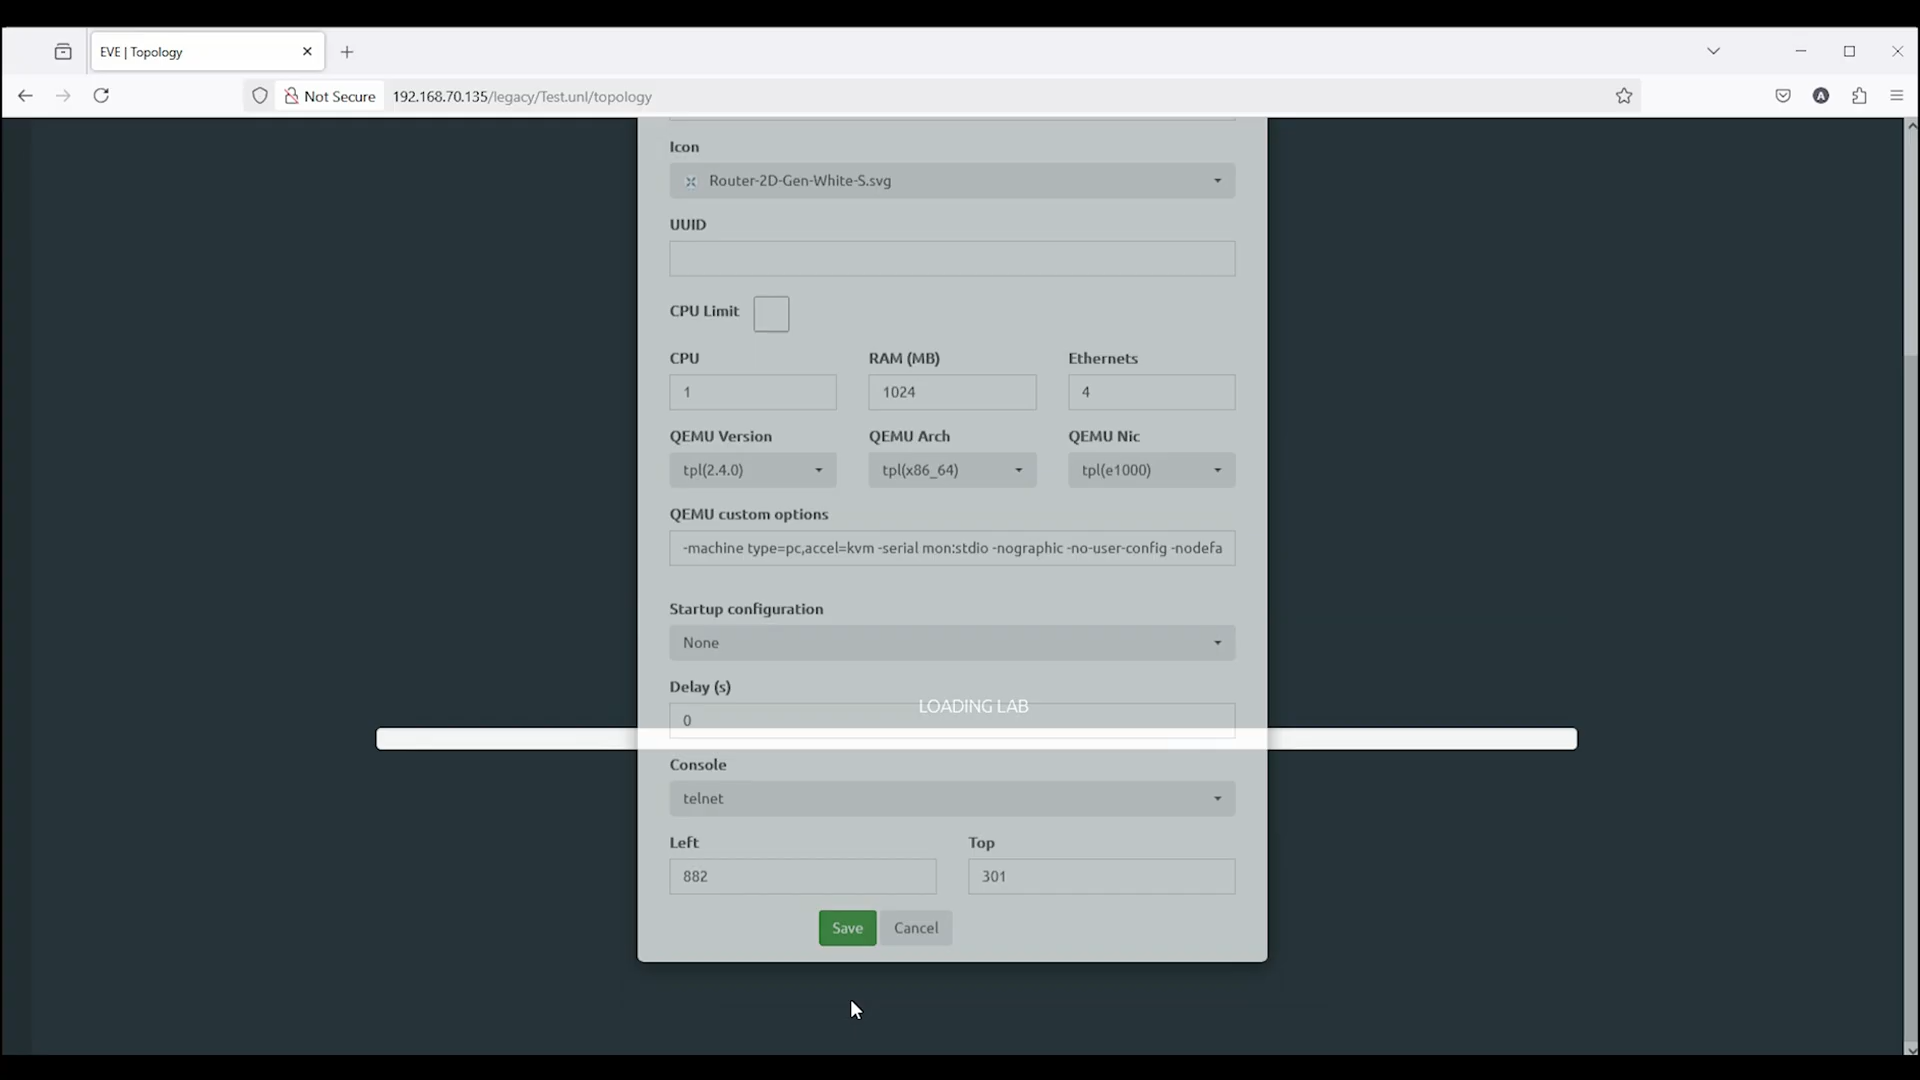 EVE | Topology
Not Secure 192.168.70.135/legacy/Test.unl/topology
A
Icon
Router-2D-Gen-White-S.svg
UUID
CPU Limit
CPU RAM (MB) Ethernets
1 1024 4
QEMU Version QEMU Arch QEMU Nic
tpl(2.4.0) tpl(x86_64) tpl(e1000)
QEMU custom options
-machine type=pc,accel=kvm -serial mon:stdio -nographic -no-user-config -nodefa
Startup configuration
None
Delay (s)
LOADING LAB
0
Console
telnet
Left Top
882 301
Save Cancel